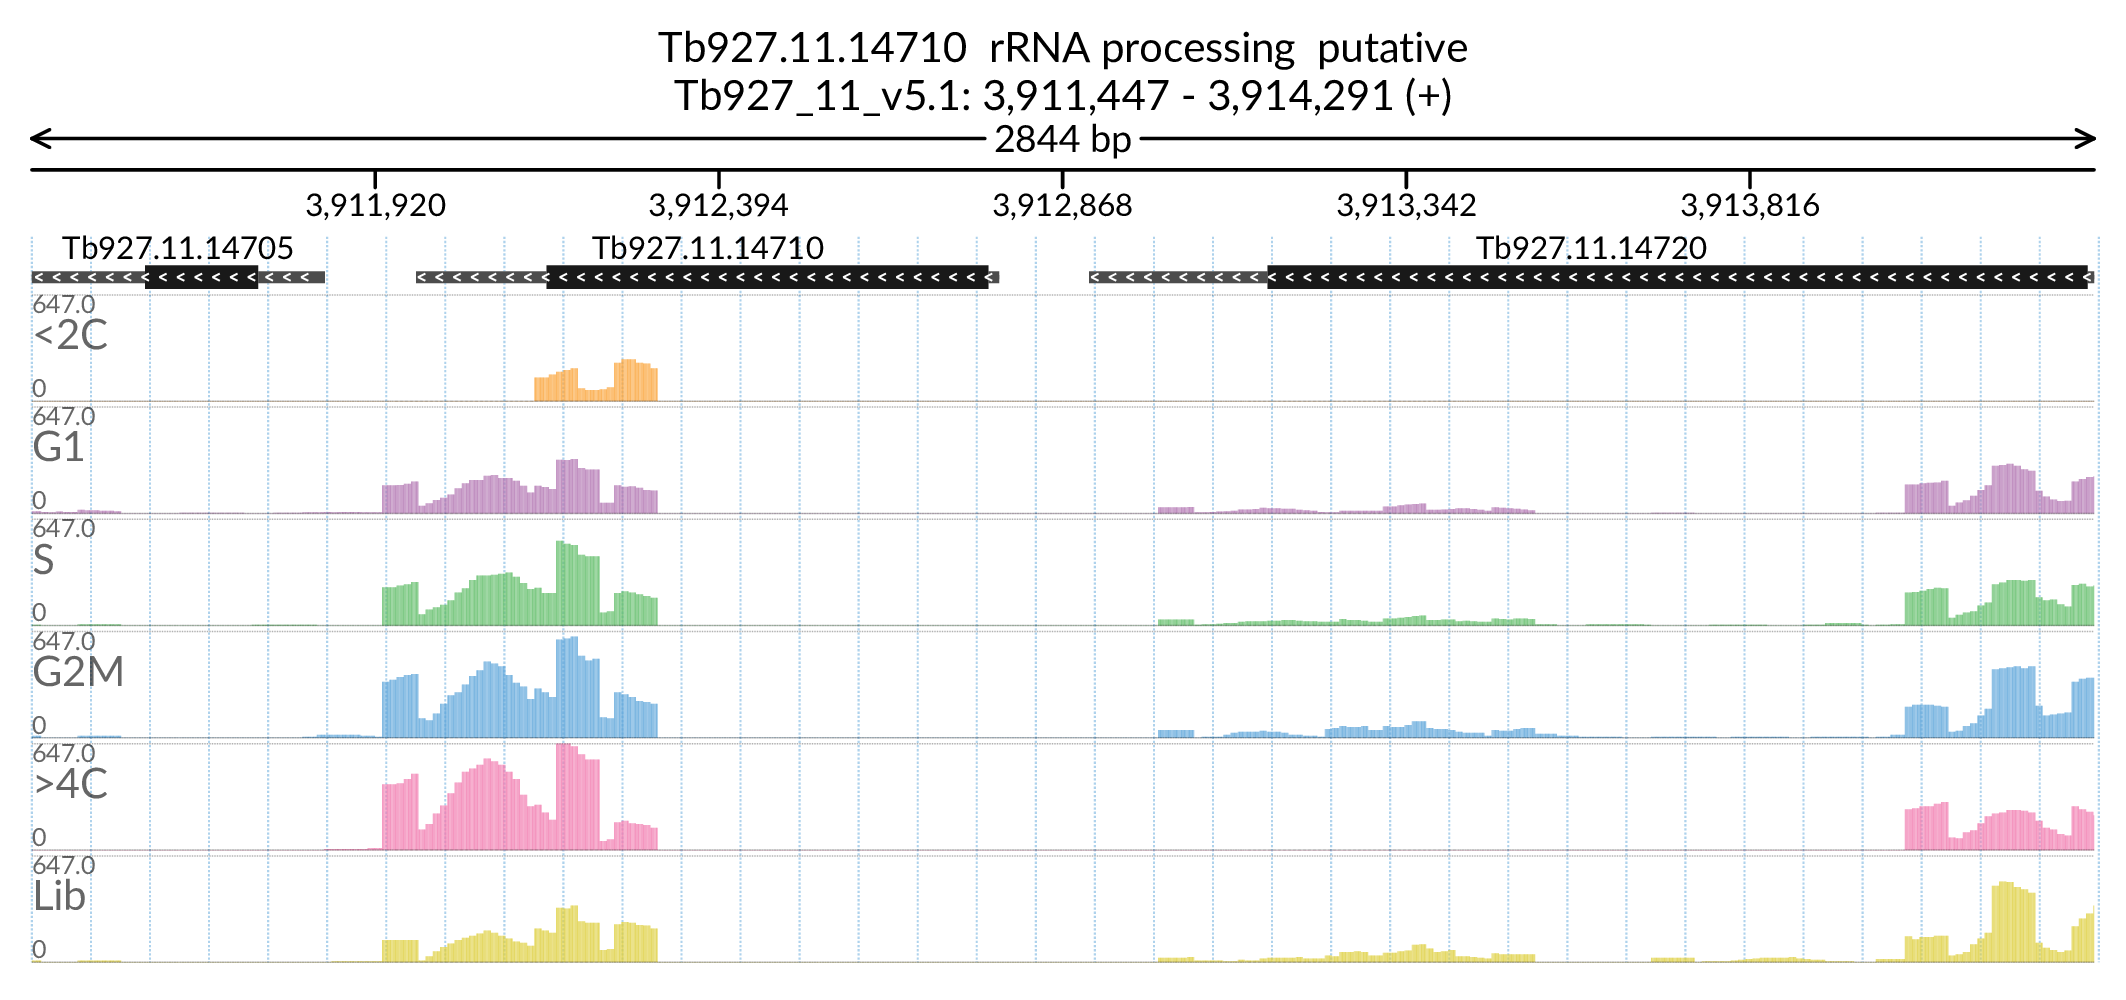 Tb927.11.14710  rRNA processing  putative
Tb927_11_v5.1: 3,911,447 - 3,914,291 (+)
2844 bp
3,911,920 3,912,394 3,912,868 3,913,342 3,913,816
Tb927.11.14705 Tb927.11.14710 Tb927.11.14720
647.0
<2C
0
647.0
G1
0
647.0
S
0
647.0
G2M
0
647.0
>4C
0
647.0
Lib
0